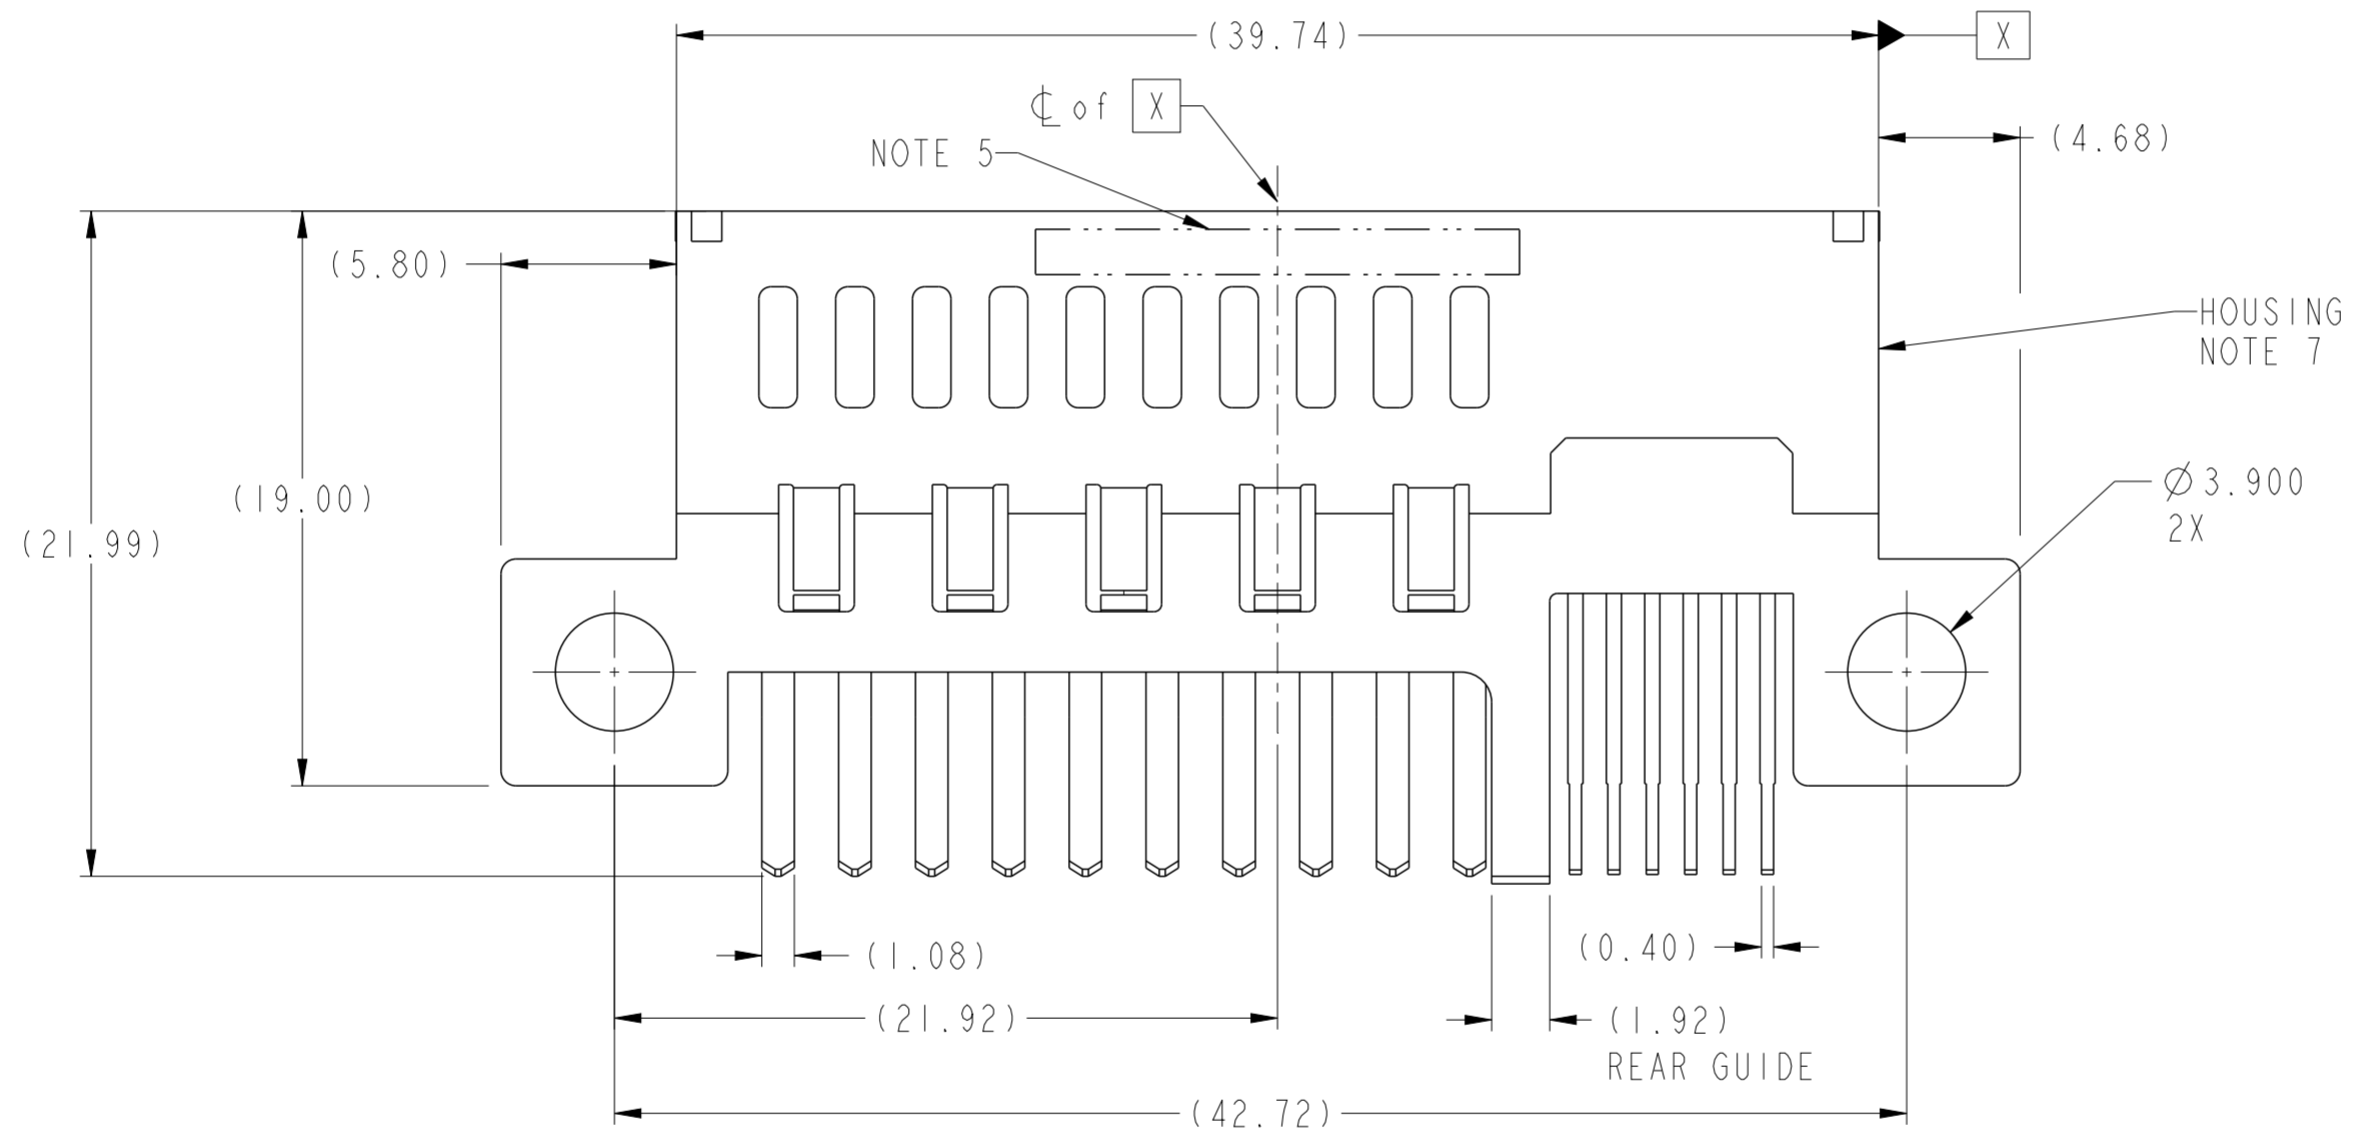 (39.74)
X
℄ of X
(4.68)
NOTE 5
(5.80)
HOUSING
NOTE 7
(19.00)
⌀3.900
2X
(21.99)
(1.08)
(0.40)
(21.92)
(1.92)
REAR GUIDE
(42.72)